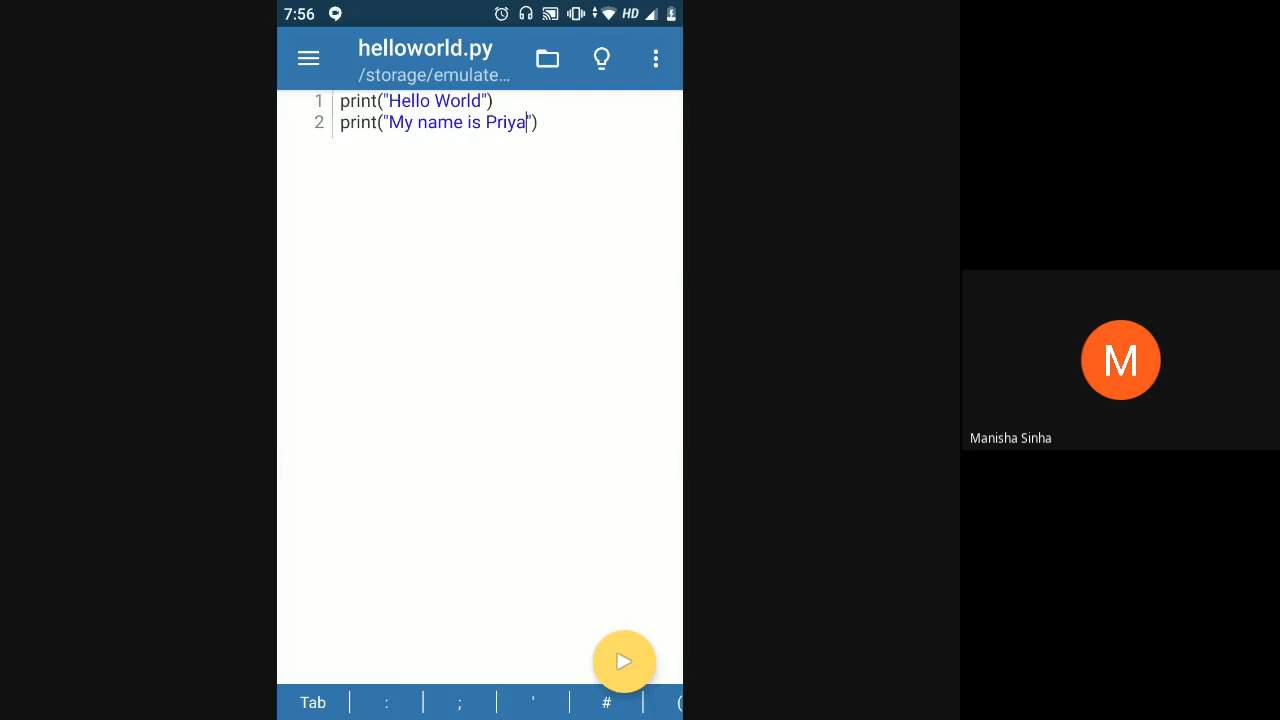 7:56 HD
helloworld.py
/storage/emulate...
1 print("Hello World")
2 print("My name is Priya")
Tab : ; ' # (
M
Manisha Sinha